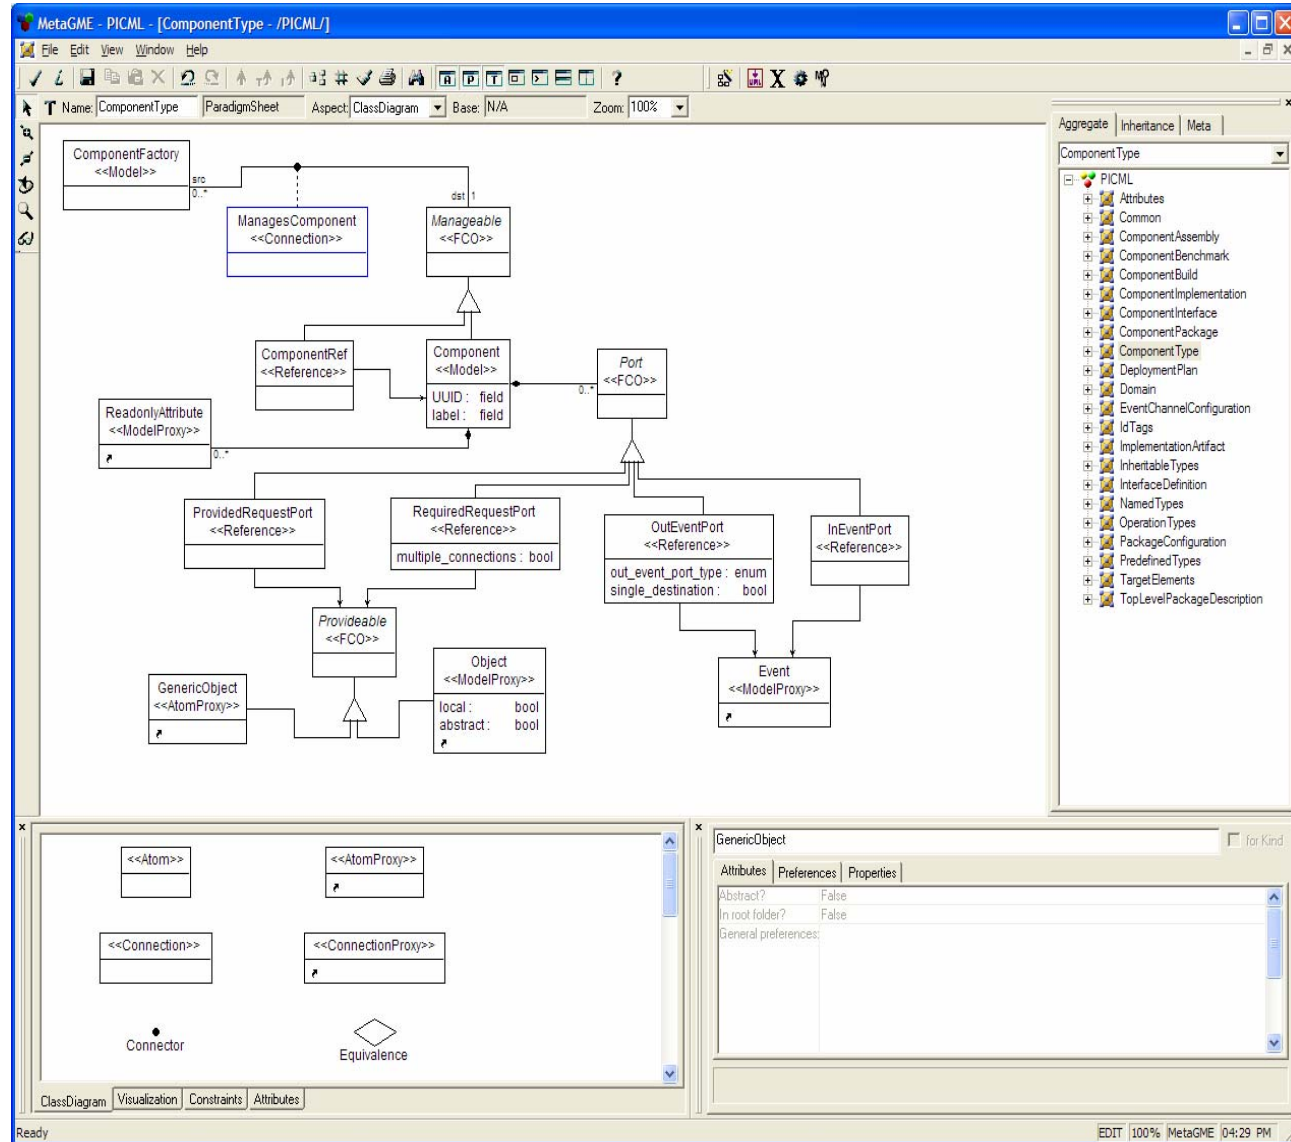 MetaGME - PICML - [ComponentType - /PICML/]
File Edit View Window Help
Name: ComponentType ParadigmSheet Aspect: ClassDiagram Base: N/A Zoom: 100%
ComponentFactory
<<Model>>
src
0..*
ManagesComponent
<<Connection>>
dst 1
Manageable
<<FCO>>
ComponentRef
<<Reference>>
Component
<<Model>>
UUID : field
label : field
Port
<<FCO>>
0..*
ReadonlyAttribute
<<ModelProxy>>
0..*
ProvidedRequestPort
<<Reference>>
RequiredRequestPort
<<Reference>>
multiple_connections : bool
OutEventPort
<<Reference>>
out_event_port_type : enum
single_destination : bool
InEventPort
<<Reference>>
Provideable
<<FCO>>
GenericObject
<<AtomProxy>>
Object
<<ModelProxy>>
local : bool
abstract : bool
Event
<<ModelProxy>>
Aggregate Inheritance Meta
ComponentType
PICML
Attributes
Common
ComponentAssembly
ComponentBenchmark
ComponentBuild
ComponentImplementation
ComponentInterface
ComponentPackage
ComponentType
DeploymentPlan
Domain
EventChannelConfiguration
IdTags
ImplementationArtifact
InheritableTypes
InterfaceDefinition
NamedTypes
OperationTypes
PackageConfiguration
PredefinedTypes
TargetElements
TopLevelPackageDescription
<<Atom>>
<<AtomProxy>>
<<Connection>>
<<ConnectionProxy>>
Connector
Equivalence
ClassDiagram Visualization Constraints Attributes
GenericObject
for Kind
Attributes Preferences Properties
Abstract? False
In root folder? False
General preferences:
Ready
EDIT 100% MetaGME 04:29 PM